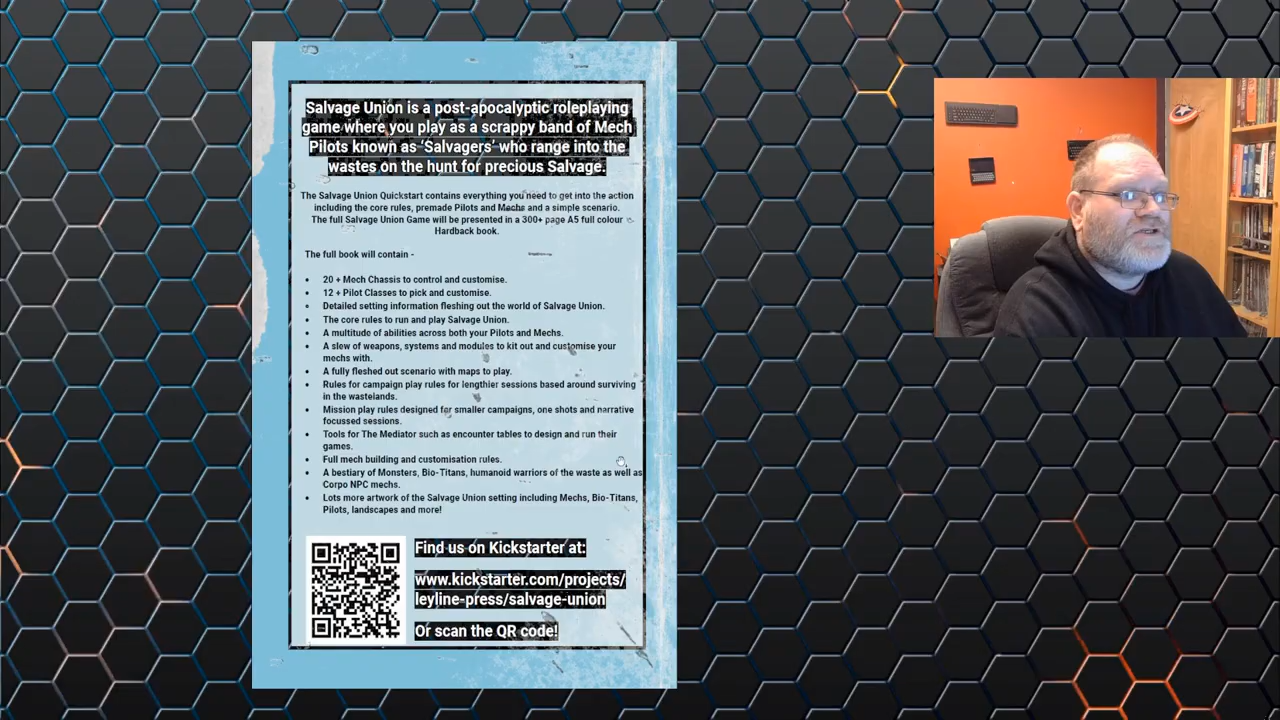 Salvage Union is a post-apocalyptic roleplaying
game where you play as a scrappy band of Mech
Pilots known as ‘Salvagers’ who range into the
wastes on the hunt for precious Salvage.
The Salvage Union Quickstart contains everything you need to get into the action
including the core rules, premade Pilots and Mechs and a simple scenario.
The full Salvage Union Game will be presented in a 300+ page A5 full colour
Hardback book.
The full book will contain -
• 20 + Mech Chassis to control and customise.
• 12 + Pilot Classes to pick and customise.
• Detailed setting information fleshing out the world of Salvage Union.
• The core rules to run and play Salvage Union.
• A multitude of abilities across both your Pilots and Mechs.
• A slew of weapons, systems and modules to kit out and customise your
mechs with.
• A fully fleshed out scenario with maps to play.
• Rules for campaign play rules for lengthier sessions based around surviving
in the wastelands.
• Mission play rules designed for smaller campaigns, one shots and narrative
focussed sessions.
• Tools for The Mediator such as encounter tables to design and run their
games.
• Full mech building and customisation rules.
• A bestiary of Monsters, Bio-Titans, humanoid warriors of the waste as well as
Corpo NPC mechs.
• Lots more artwork of the Salvage Union setting including Mechs, Bio-Titans,
Pilots, landscapes and more!
Find us on Kickstarter at:
www.kickstarter.com/projects/
leyline-press/salvage-union
Or scan the QR code!